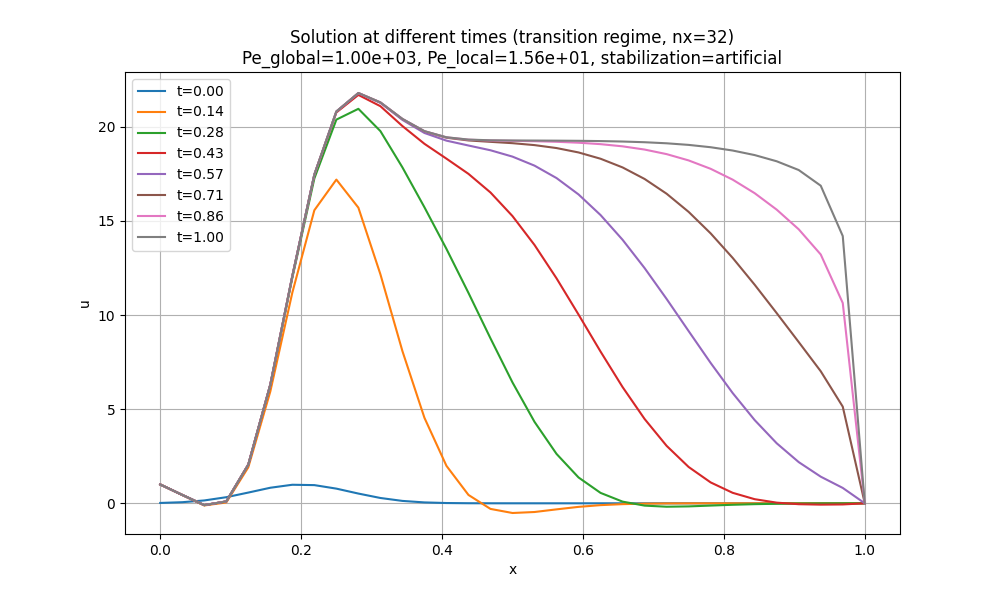 Solution at different times (transition regime, nx=32)
Pe_global=1.00e+03, Pe_local=1.56e+01, stabilization=artificial
t=0.00
t=0.14
t=0.28
t=0.43
t=0.57
t=0.71
t=0.86
t=1.00
20
15
10
5
0
u
0.0 0.2 0.4 0.6 0.8 1.0
x